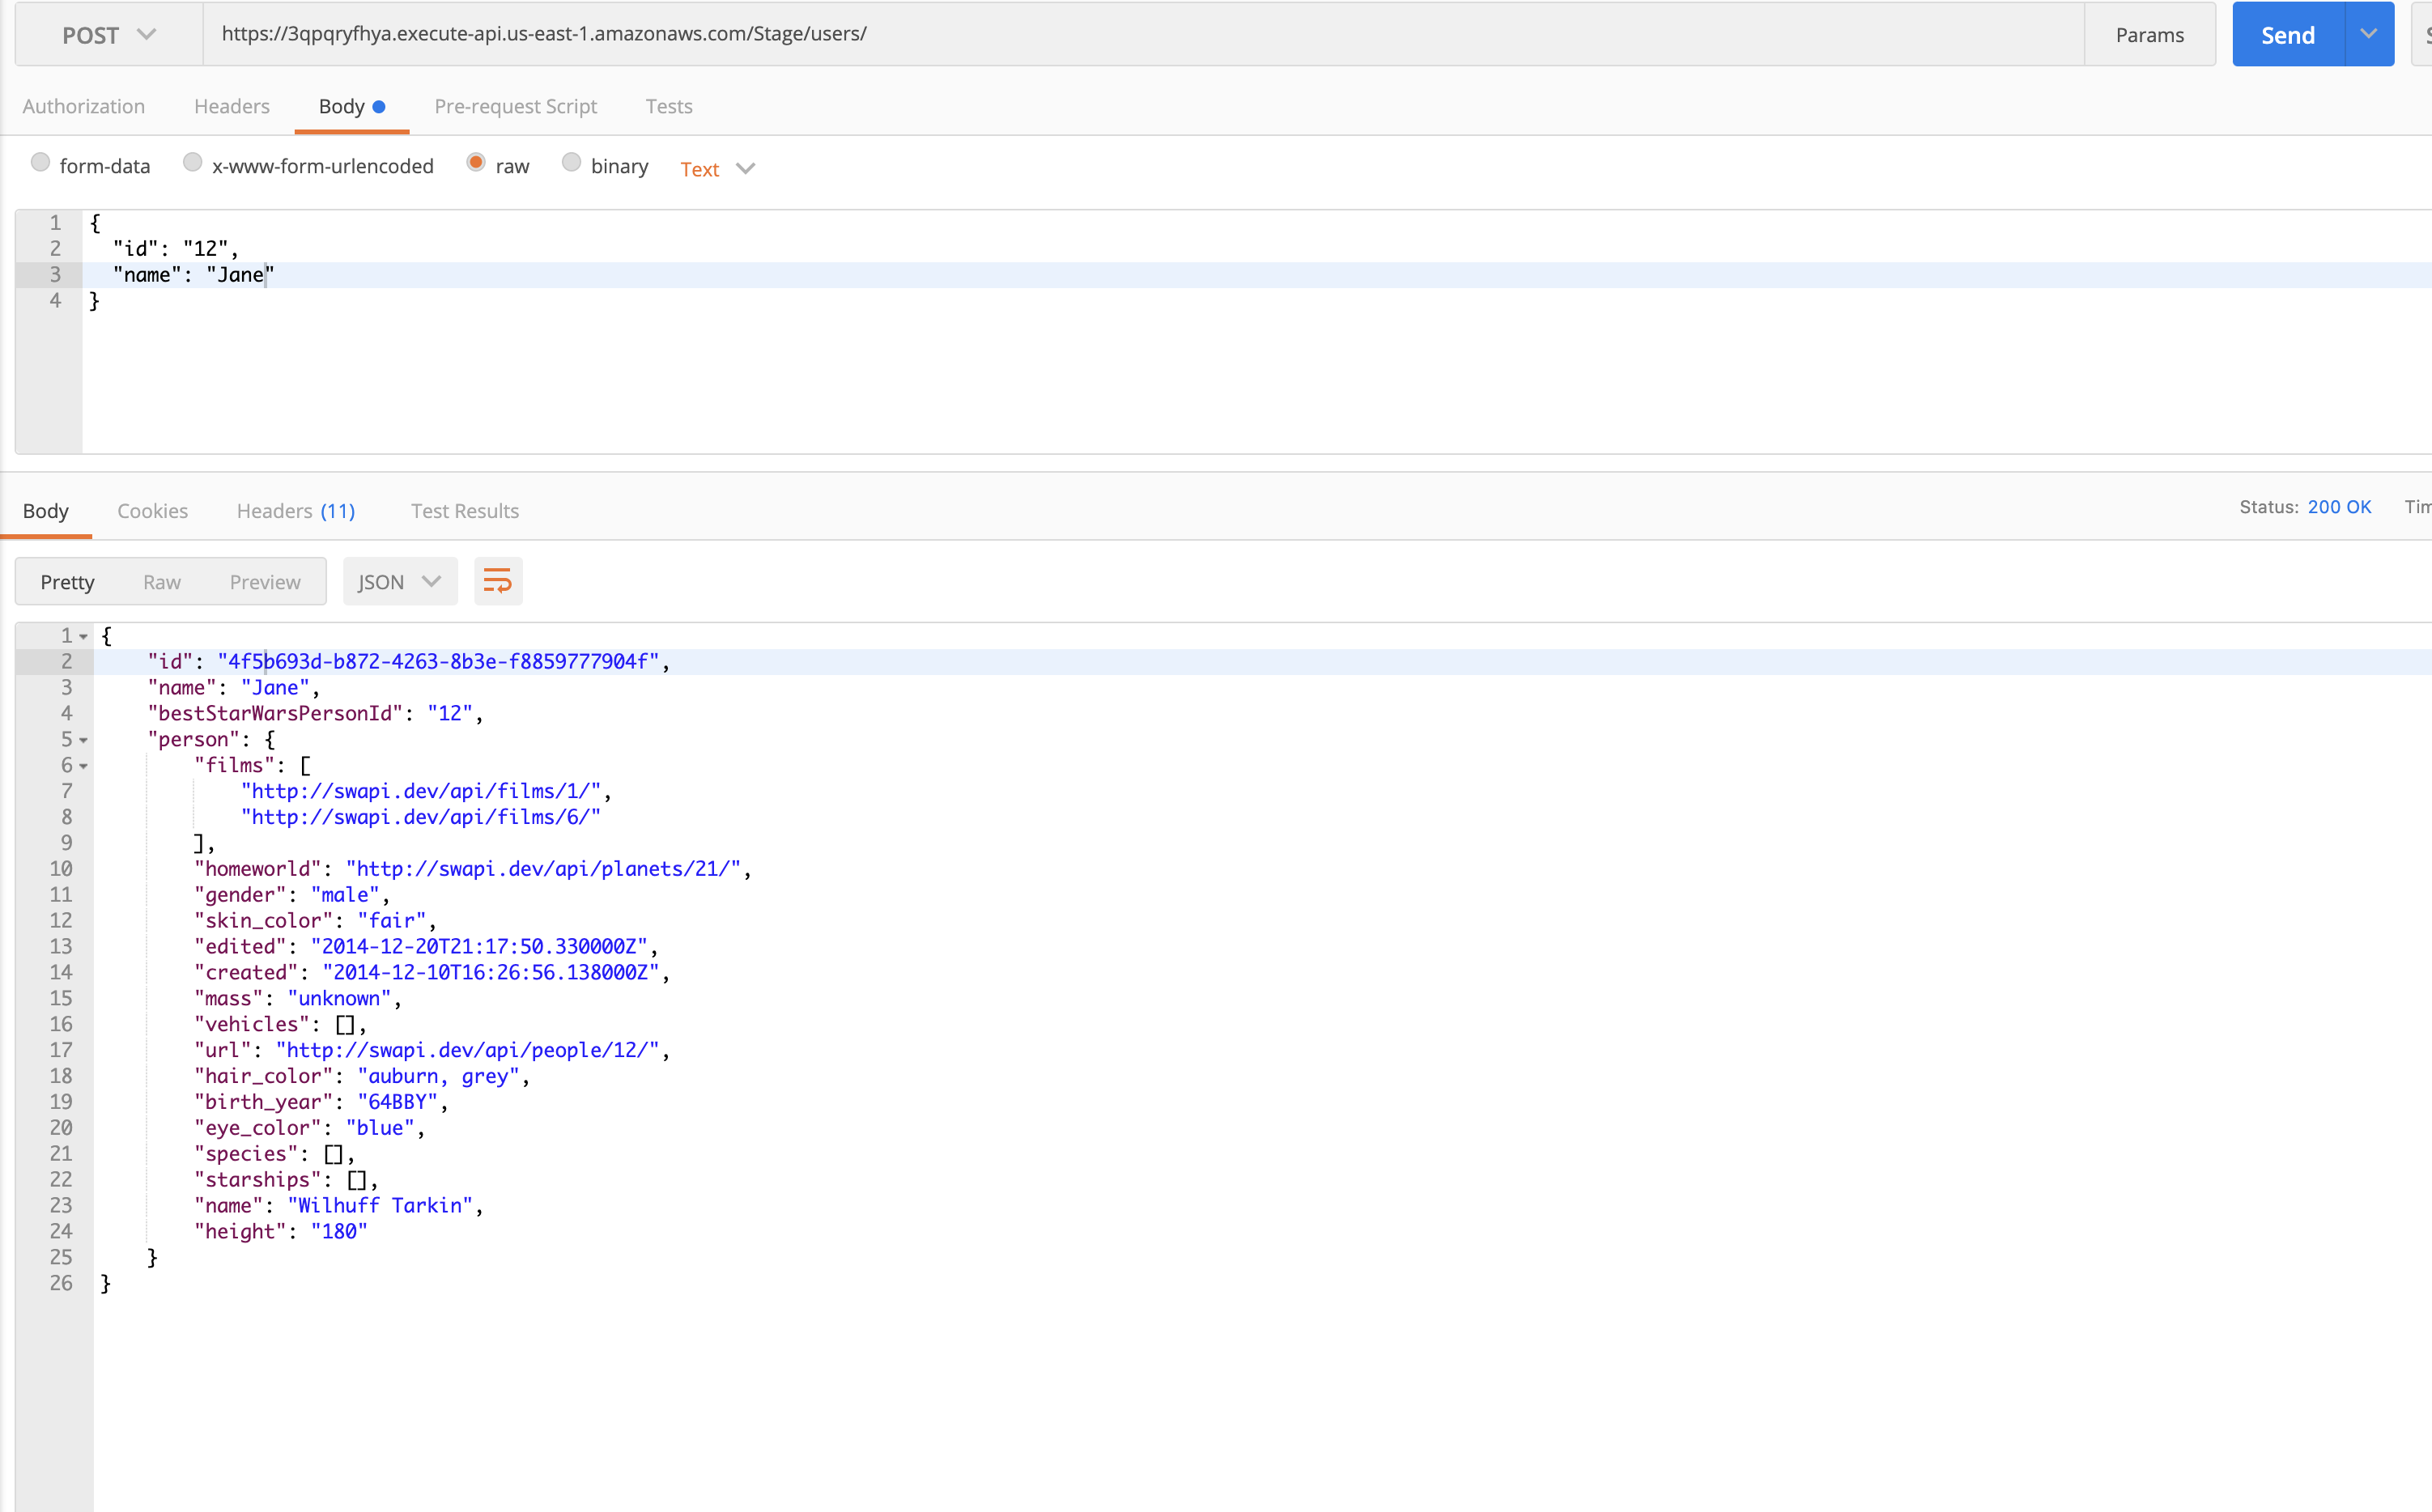 POST https://3qpqryfhya.execute-api.us-east-1.amazonaws.com/Stage/users/ Params Send
Authorization Headers Body Pre-request Script Tests
form-data x-www-form-urlencoded raw binary Text
1 {
2 "id": "12",
3 "name": "Jane"
4 }
Body Cookies Headers (11) Test Results Status: 200 OK
Pretty Raw Preview JSON
1 {
2 "id": "4f5b693d-b872-4263-8b3e-f8859777904f",
3 "name": "Jane",
4 "bestStarWarsPersonId": "12",
5 "person": {
6 "films": [
7 "http://swapi.dev/api/films/1/",
8 "http://swapi.dev/api/films/6/"
9 ],
10 "homeworld": "http://swapi.dev/api/planets/21/",
11 "gender": "male",
12 "skin_color": "fair",
13 "edited": "2014-12-20T21:17:50.330000Z",
14 "created": "2014-12-10T16:26:56.138000Z",
15 "mass": "unknown",
16 "vehicles": [],
17 "url": "http://swapi.dev/api/people/12/",
18 "hair_color": "auburn, grey",
19 "birth_year": "64BBY",
20 "eye_color": "blue",
21 "species": [],
22 "starships": [],
23 "name": "Wilhuff Tarkin",
24 "height": "180"
25 }
26 }